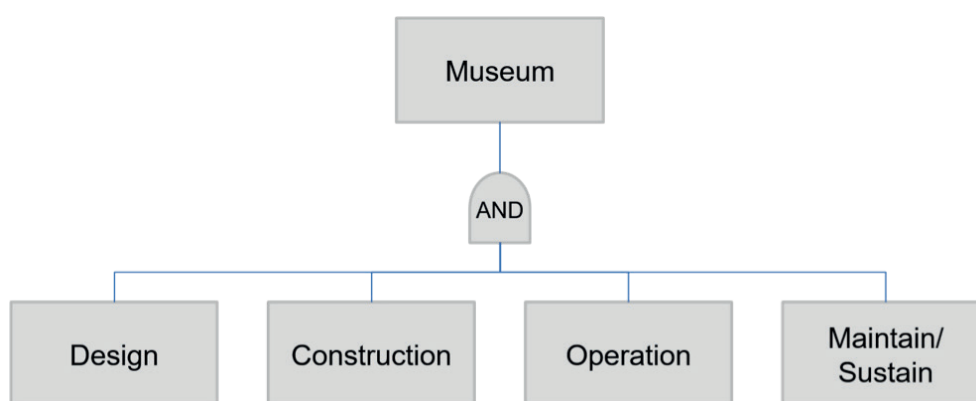 Museum
AND
Design
Construction
Operation
Maintain/
Sustain